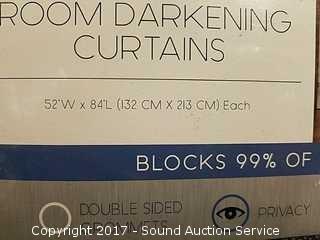 ROOM DARKENING
CURTAINS
52"W x 84"L (132 CM X 213 CM) Each
BLOCKS 99% OF
DOUBLE SIDED
GROMMETS
PRIVACY
Copyright 2017 - Sound Auction Service